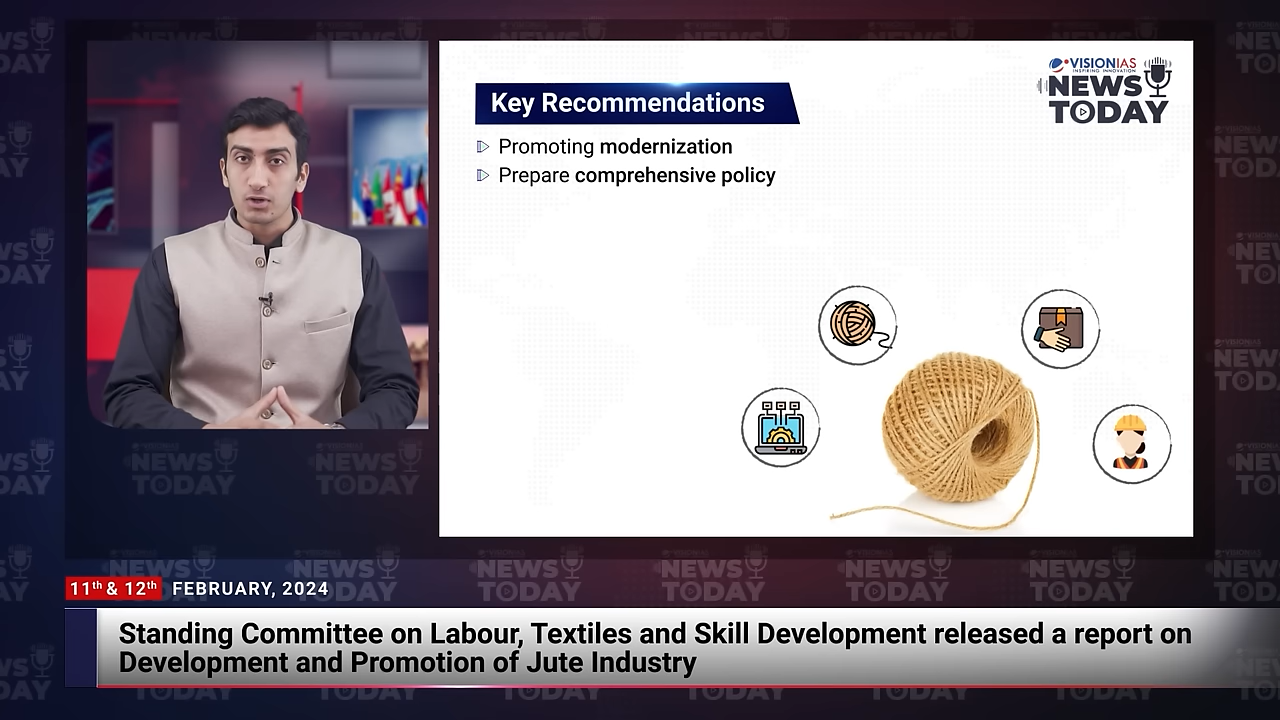 VISIONIAS
INSPIRING INNOVATION
NEWS
TODAY
Key Recommendations
Promoting modernization
Prepare comprehensive policy
11th & 12th FEBRUARY, 2024
Standing Committee on Labour, Textiles and Skill Development released a report on
Development and Promotion of Jute Industry